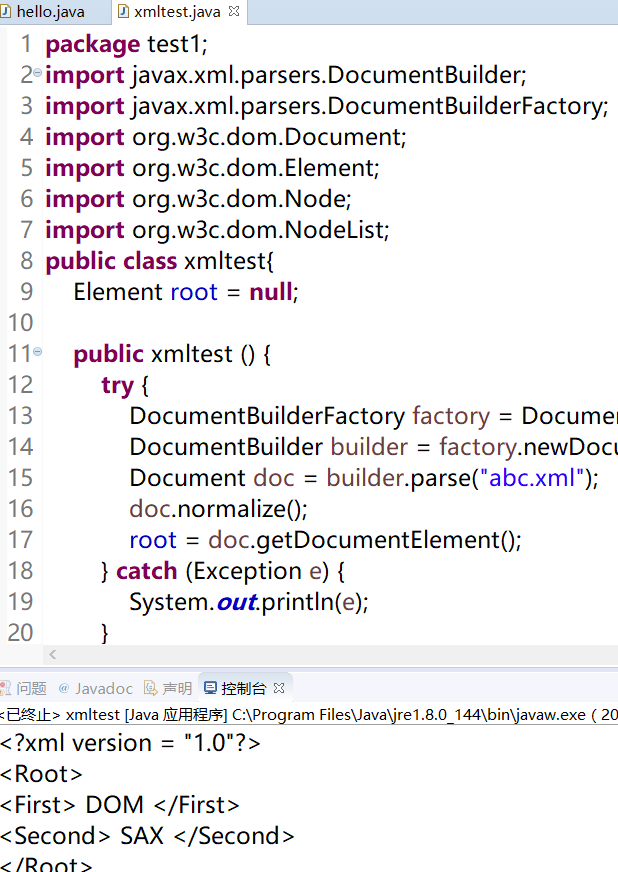 hello.java xmltest.java
1 package test1;
2 import javax.xml.parsers.DocumentBuilder;
3 import javax.xml.parsers.DocumentBuilderFactory;
4 import org.w3c.dom.Document;
5 import org.w3c.dom.Element;
6 import org.w3c.dom.Node;
7 import org.w3c.dom.NodeList;
8 public class xmltest{
9 Element root = null;
10
11 public xmltest () {
12 try {
13 DocumentBuilderFactory factory = Documen
14 DocumentBuilder builder = factory.newDocu
15 Document doc = builder.parse("abc.xml");
16 doc.normalize();
17 root = doc.getDocumentElement();
18 } catch (Exception e) {
19 System.out.println(e);
20 }
问题 @ Javadoc 声明 控制台
<已终止> xmltest [Java 应用程序] C:\Program Files\Java\jre1.8.0_144\bin\javaw.exe ( 20
<?xml version = "1.0"?>
<Root>
<First> DOM </First>
<Second> SAX </Second>
</Root>